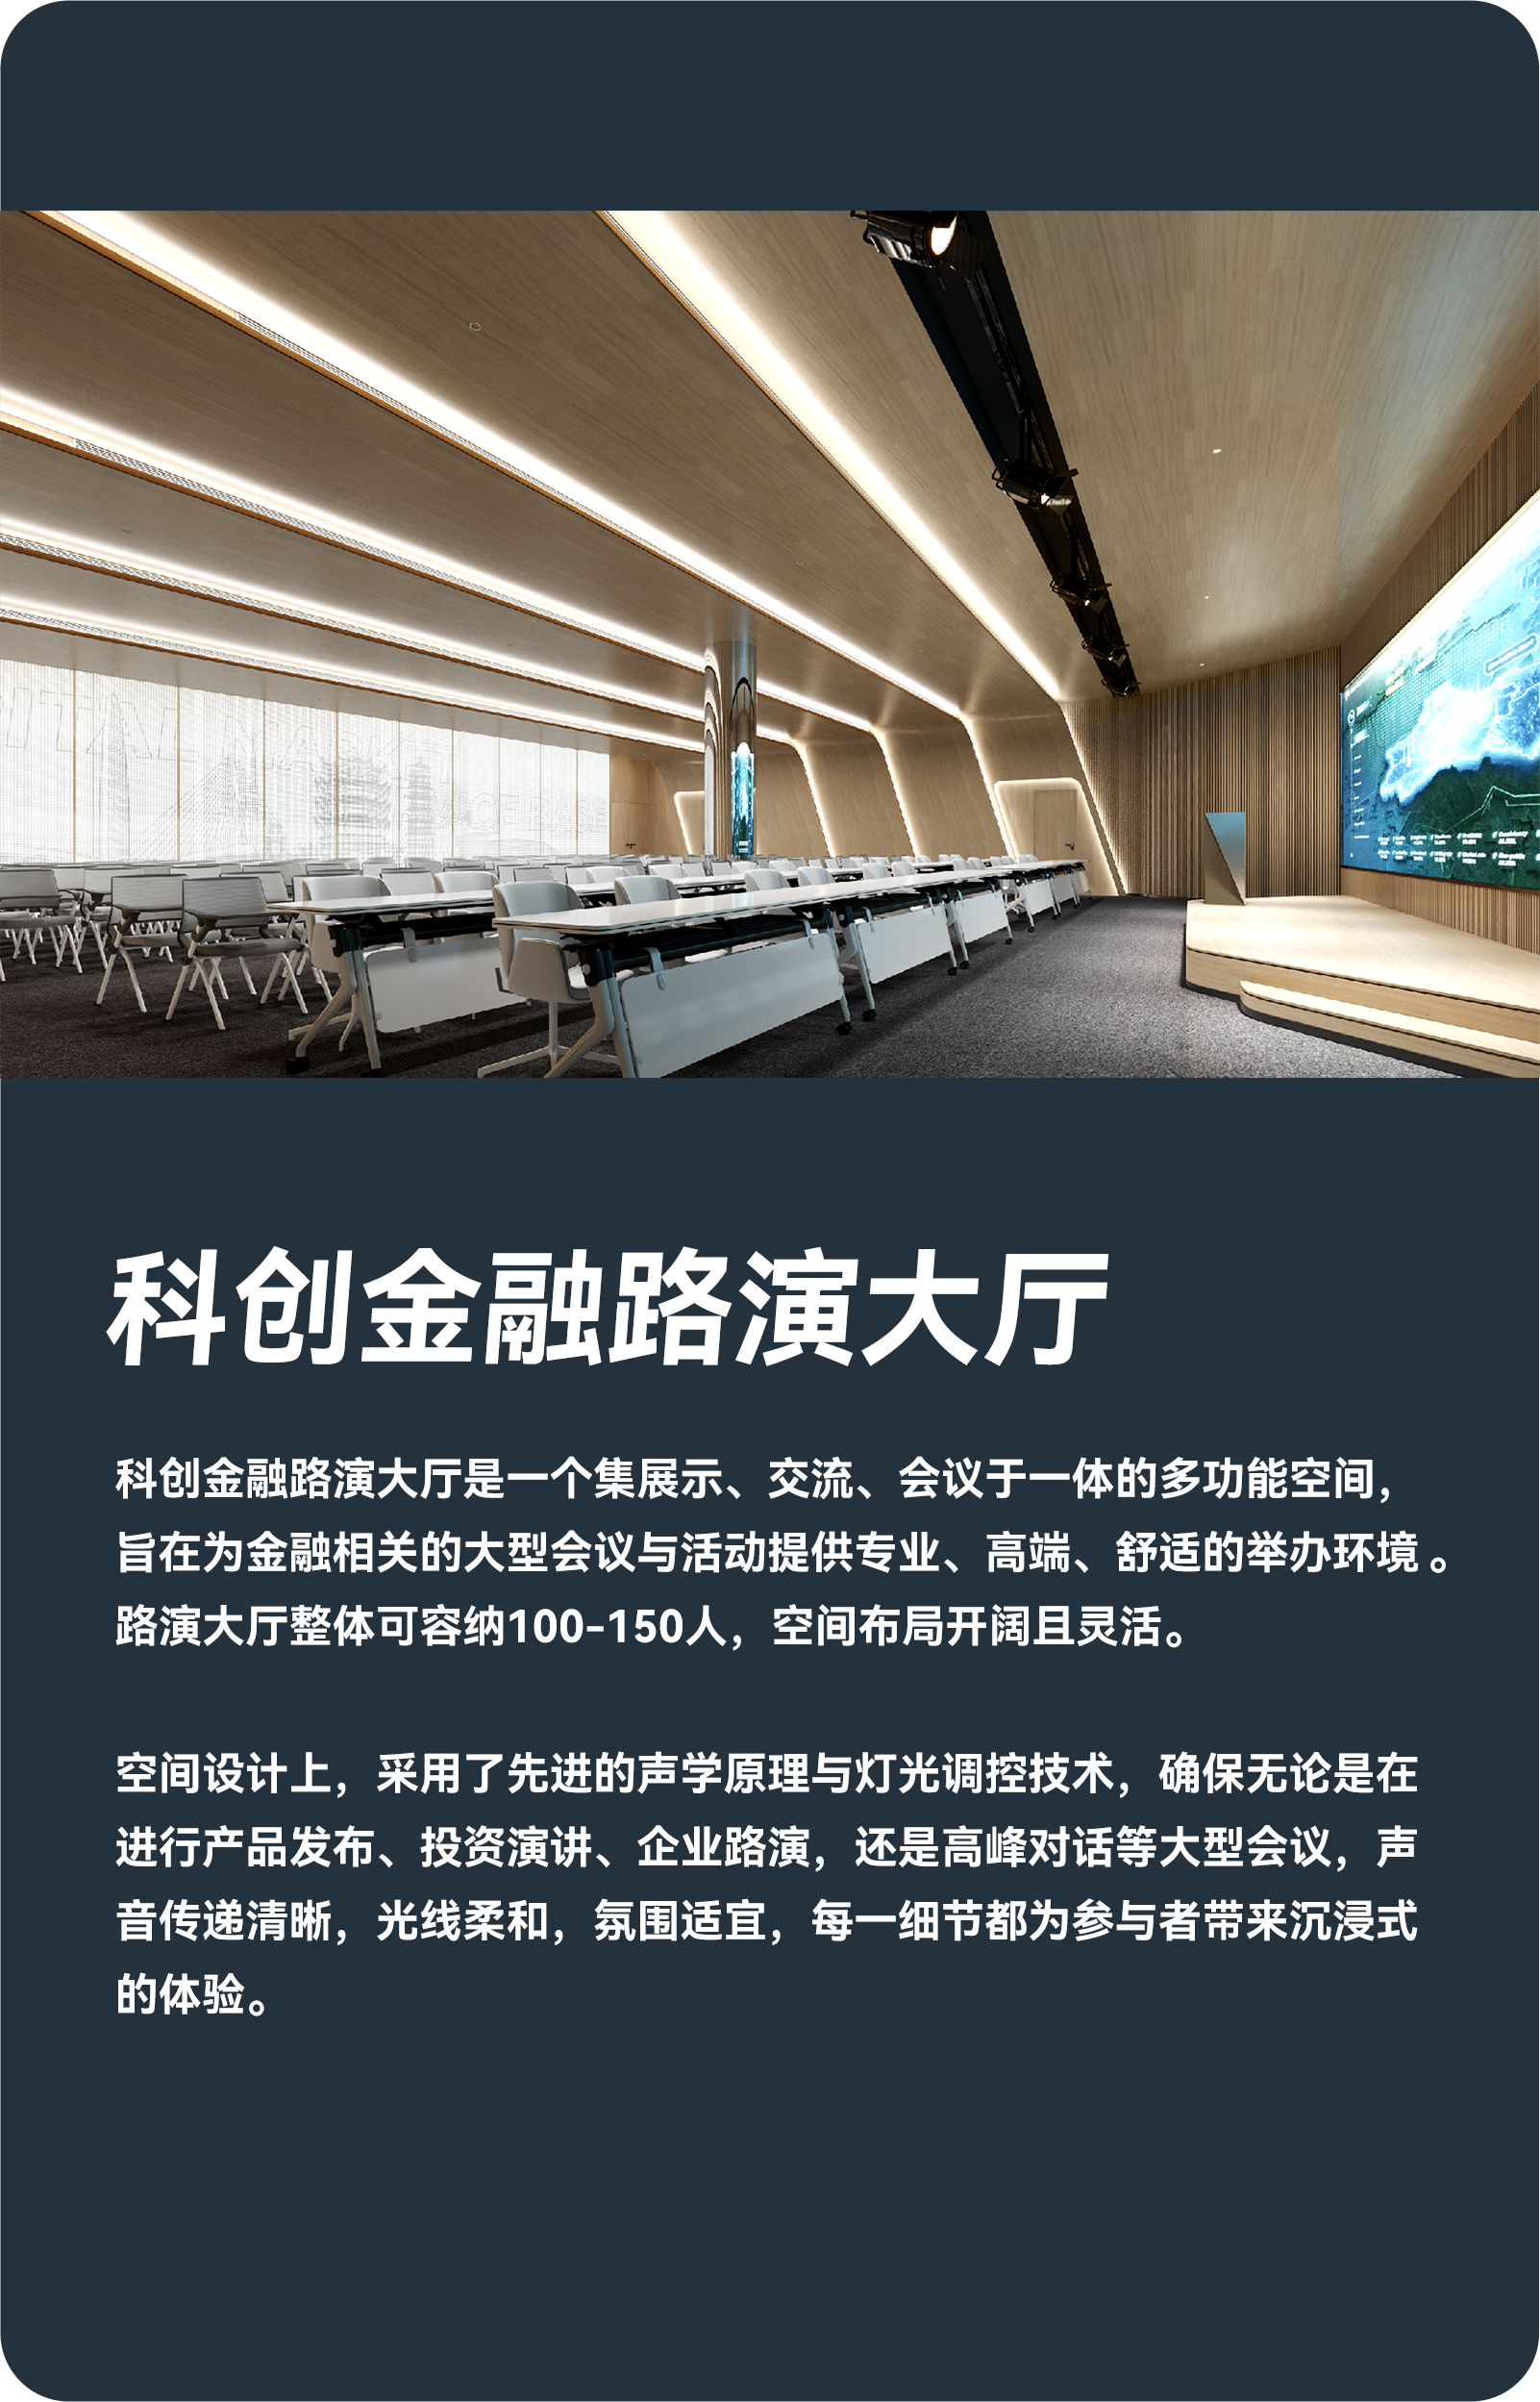 ITAL MARKET
CE BASE
科创金融路演大厅
科创金融路演大厅是一个集展示、交流、会议于一体的多功能空间，
旨在为金融相关的大型会议与活动提供专业、高端、舒适的举办环境。
路演大厅整体可容纳100-150人，空间布局开阔且灵活。
空间设计上，采用了先进的声学原理与灯光调控技术，确保无论是在
进行产品发布、投资演讲、企业路演，还是高峰对话等大型会议，声
音传递清晰，光线柔和，氛围适宜，每一细节都为参与者带来沉浸式
的体验。